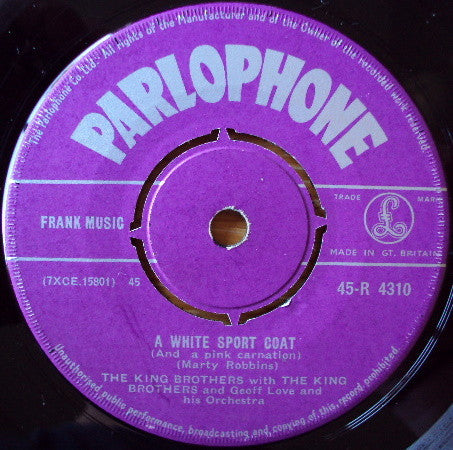 The Parlophone Co. Ltd. All rights of the Manufacturer and of the Owner of the recorded work reserved
PARLOPHONE
FRANK MUSIC
TRADE MARK
£
MADE IN GT. BRITAIN
(7XCE.15801) 45
45-R 4310
A WHITE SPORT COAT
(And a pink carnation)
(Marty Robbins)
THE KING BROTHERS with THE KING
BROTHERS and Geoff Love and
his Orchestra
Unauthorised public performance, broadcasting and copying of this record prohibited